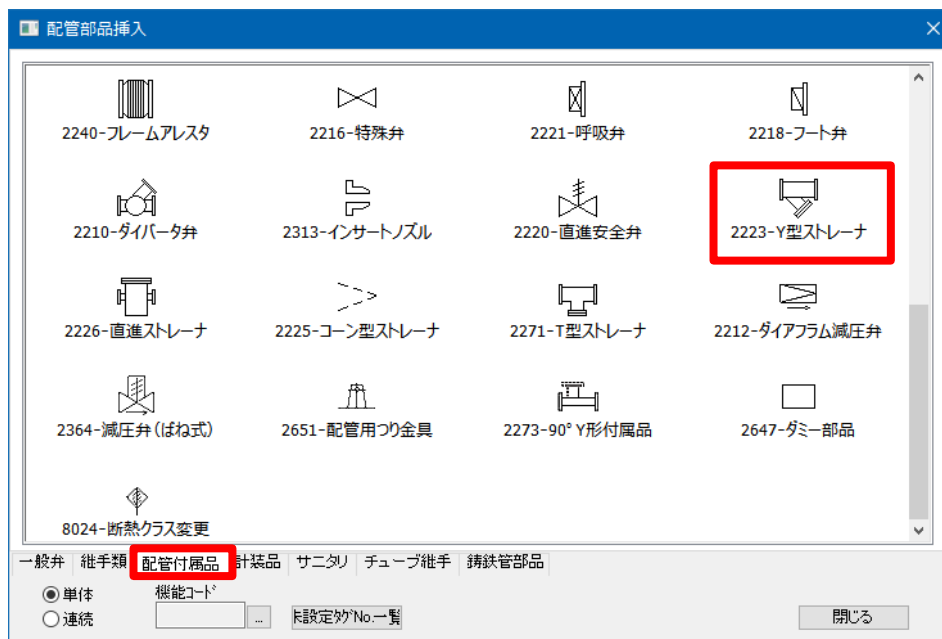 配管部品挿入
2240-フレームアレスタ 2216-特殊弁 2221-呼吸弁 2218-フート弁
2210-ダイバータ弁 2313-インサートノズル 2220-直進安全弁 2223-Y型ストレーナ
2226-直進ストレーナ 2225-コーン型ストレーナ 2271-T型ストレーナ 2212-ダイアフラム減圧弁
2364-減圧弁(ばね式) 2651-配管用つり金具 2273-90°Y形付属品 2647-ダミー部品
8024-断熱クラス変更
一般弁 継手類 配管付属品 計装品 サニタリ チューブ継手 鋳鉄管部品
単体 機能コード
連続 ... 設定タグNo.一覧 閉じる